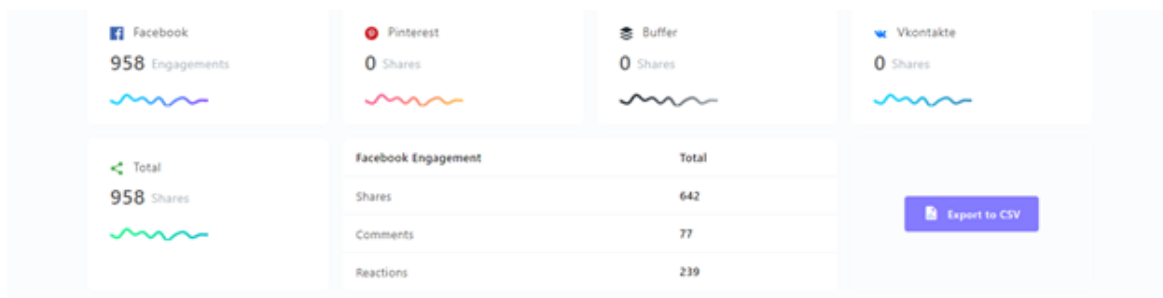 Facebook
958 Engagements
Pinterest
0 Shares
Buffer
0 Shares
Vkontakte
0 Shares
Total
958 Shares
Facebook Engagement Total
Shares 642
Comments 77
Reactions 239
Export to CSV